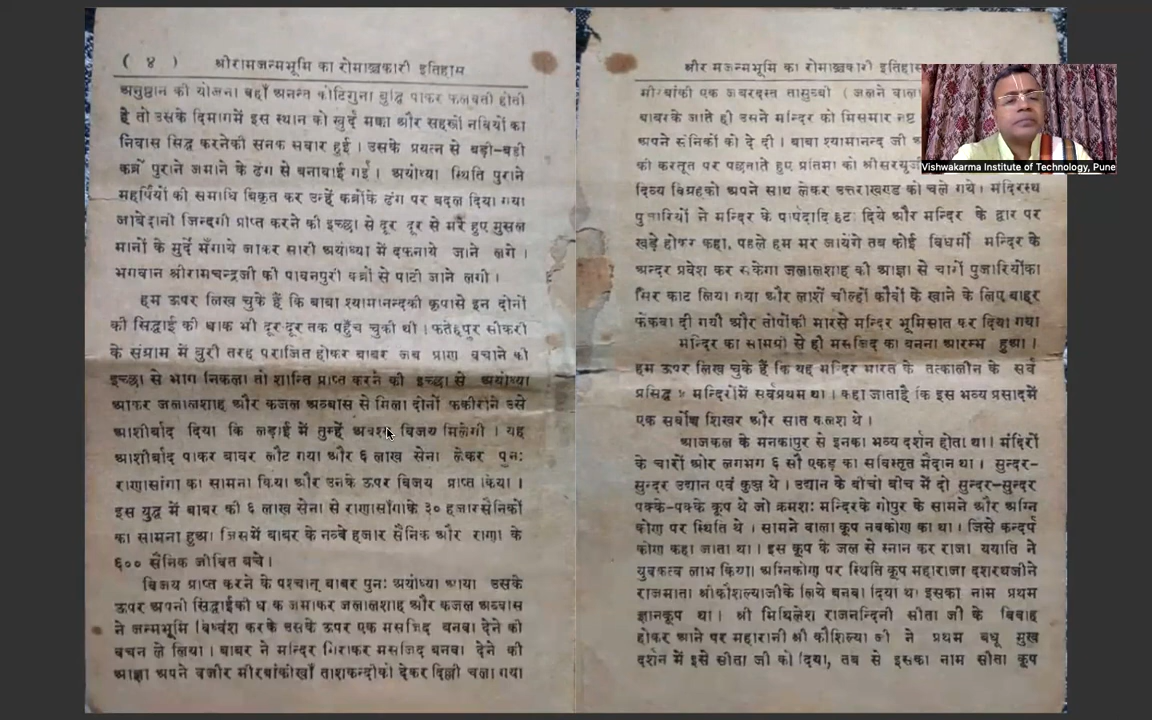 ( ४ ) श्रीरामजन्मभूमि का रोमाञ्चकारी इतिहास
अनुष्ठान की योजना वहाँ अनन्त कोटिगुना वृद्धि पाकर फलवती होती
है तो उसके दिमागमें इस स्थान को खुर्द मक्का और सहस्रों नवियों का
निवास सिद्ध करनेकी सनक सवार हुई । उसके प्रयत्न से बड़ी-बड़ी
कब्रें पुराने जमाने के ढंग से बनवाई गईं । अयोध्या स्थिति पुराने
महर्षियों की समाधि विकृत कर उन्हें कब्रोंके ढंग पर बदल दिया गया
जिन्दगी प्राप्त करने की इच्छा से दूर दूर से मरे हुए मुसल
मानों के मुर्दे मँगाये जाकर सारी अयोध्या में दफनाये जाने लगे ।
भगवान श्रीरामचन्द्रजी की पावनपुरी कब्रों से पाटी जाने लगी ।
हम ऊपर लिख चुके हैं कि बाबा श्यामानन्दकी कृपासे इन दोनों
की सिद्धाई की धाक भी दूर-दूर तक पहुँच चुकी थी । फतेहपुर सीकरी
के संग्राम में बुरी तरह पराजित होकर बाबर जब प्राण बचाने की
इच्छा से भाग निकला तो शान्ति प्राप्त करने की इच्छा से अयोध्या
आकर जलालशाह और कजल अब्बास से मिला दोनों फकीरोंने उसे
आशीर्बाद दिया कि लड़ाई में तुम्हें अवश्य विजय मिलेगी । यह
आशीर्बाद पाकर बाबर लौट गया और ६ लाख सेना लेकर पुन:
राणासांगा का सामना किया और उनके ऊपर विजय प्राप्त किया ।
इस युद्व में बाबर की ६ लाख सेना से राणासाँगाके ३० हजारसैनिकों
का सामना हुआ जिसमें बाबर के नव्वे हजार सैनिक और राणा के
६०० सैनिक जीवित बचे ।
विजय प्राप्त करने के पश्चात् बाबर पुन: अयोध्या आया उसके
ऊपर अपनी सिद्वाईकी धाक जमाकर जलालशाह और कजल अब्बास
ने जन्मभूमि विध्वंश करके उसके ऊपर एक मसजिद बनवा देने को
बचन ले लिया । बाबर ने मन्दिर गिराकर मसजिद बनवा देने की
आज्ञा अपने वजीर मीरबांकीखाँ ताशकन्दीको देकर दिल्ली चला गया
श्रीर मजन्मभूमि का रोमाञ्चकारी इतिहास
मीरबांकी एक जबरदस्त तासुब्बी ( जलने वाला
बाबरके जाते ही उसने मन्दिर को मिसमार नष्ट
अपने सैनिकों को दे दी । बाबा श्यामानन्द जी अ
की करतूत पर पछताते हुए प्रतिमा को श्रीसरयूजी
दिव्य विग्रहको अपने साथ लेकर उत्तराखण्ड को चले गये । मंदिरस्थ
पुजारियों ने मन्दिर के पार्षदादि हटा दिये और मन्दिर के द्वार पर
खड़े होकर कहा, पहले हम मर जायंगे तब कोई विधर्मी मन्दिर के
अन्दर प्रवेश कर सकेगा जलालशाह की आज्ञा से चारों पुजारियोंका
सिर काट लिया गया और लाशें चील्हों कौवों के खाने के लिए बाहर
फेंकवा दी गयी और तोपोंकी मारसे मन्दिर भूमिसात कर दिया गया
मन्दिर का सामग्री से ही मसजिद का बनना आरम्भ हुआ ।
हम ऊपर लिख चुके हैं कि यह मन्दिर भारत के तत्कालीन के सर्व
प्रसिद्ध मन्दिरोंमें सर्वप्रथम था । कहा जाताहै कि इस भव्य प्रसादमें
एक सर्वोच शिखर और सात कलश थे ।
आजकल के मनकापुर से इनका भव्य दर्शन होता था। मंदिरों
के चारों ओर लगभग ६ सौ एकड़ का सविस्तृत मैदान था । सुन्दर-
सुन्दर उद्यान एवं कुञ्ज थे । उद्यान के बीचो बीच में दो सुन्दर-सुन्दर
पक्के-पक्के कूप थे जो क्रमश: मन्दिरके गोपुर के सामने और अग्नि
कोण पर स्थिति थे । सामने वाला कूप नवकोण का था । जिसे कन्दर्प
कोण कहा जाता था । इस कूप के जल से स्नान कर राजा ययाति ने
युवकत्व लाभ किया। अग्निकोण पर स्थिति कूप महाराजा दशरथजीने
राजमाता श्रीकौशल्याजीके लिये बनवा दिया था इसका नाम प्रथम
ज्ञानकूप था। श्री मिथिलेश राजनन्दिनी सीता जी के विवाह
होकर आने पर महारानी श्री कौशिल्या जी ने प्रथम बधू मुख
दर्शन में इसे सीता जी को दिया, तब से इसका नाम सीता कूप
Vishwakarma Institute of Technology, Pune